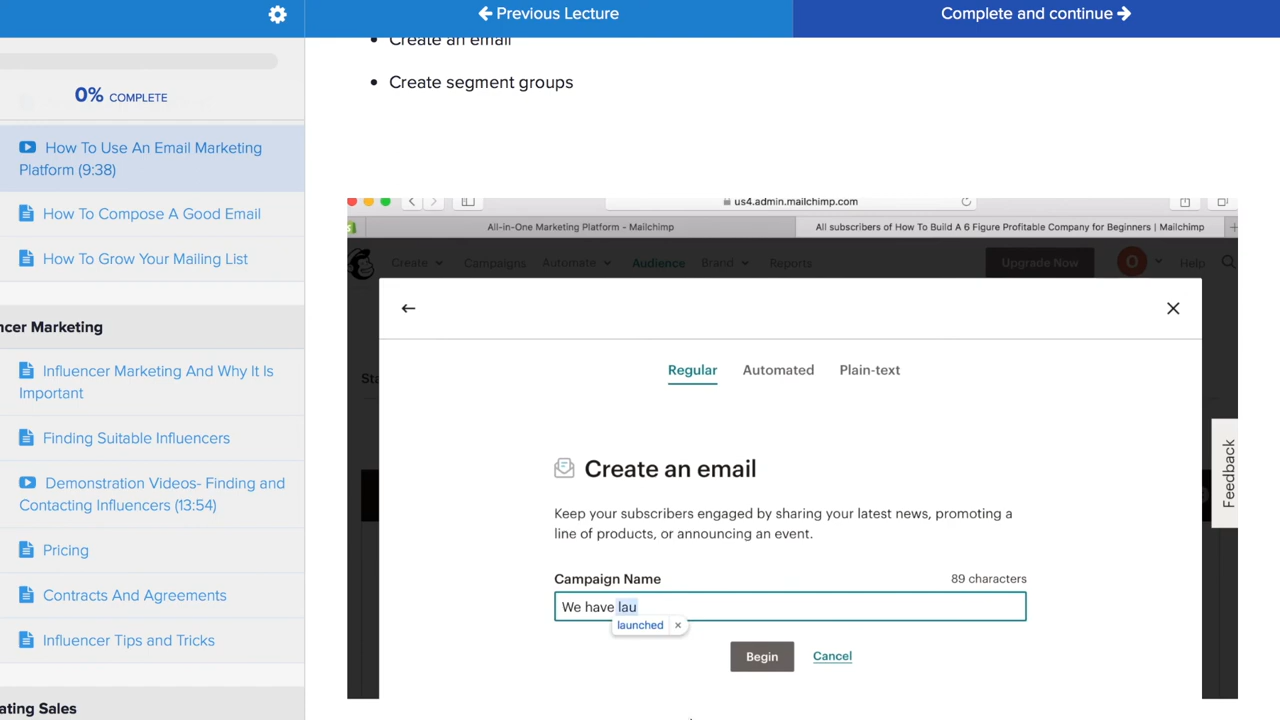 Previous Lecture
Complete and continue
Create an email
Create segment groups
0% COMPLETE
How To Use An Email Marketing
Platform (9:38)
How To Compose A Good Email
How To Grow Your Mailing List
ncer Marketing
Influencer Marketing And Why It Is
Important
Finding Suitable Influencers
Demonstration Videos- Finding and
Contacting Influencers (13:54)
Pricing
Contracts And Agreements
Influencer Tips and Tricks
ating Sales
us4.admin.mailchimp.com
All-in-One Marketing Platform - Mailchimp
All subscribers of How To Build A 6 Figure Profitable Company for Beginners | Mailchimp
Create Campaigns Automate Audience Brand Reports
Upgrade Now
O
Help
Sta
Regular Automated Plain-text
Create an email
Keep your subscribers engaged by sharing your latest news, promoting a
line of products, or announcing an event.
Campaign Name
89 characters
We have lau
launched ×
Begin
Cancel
Feedback